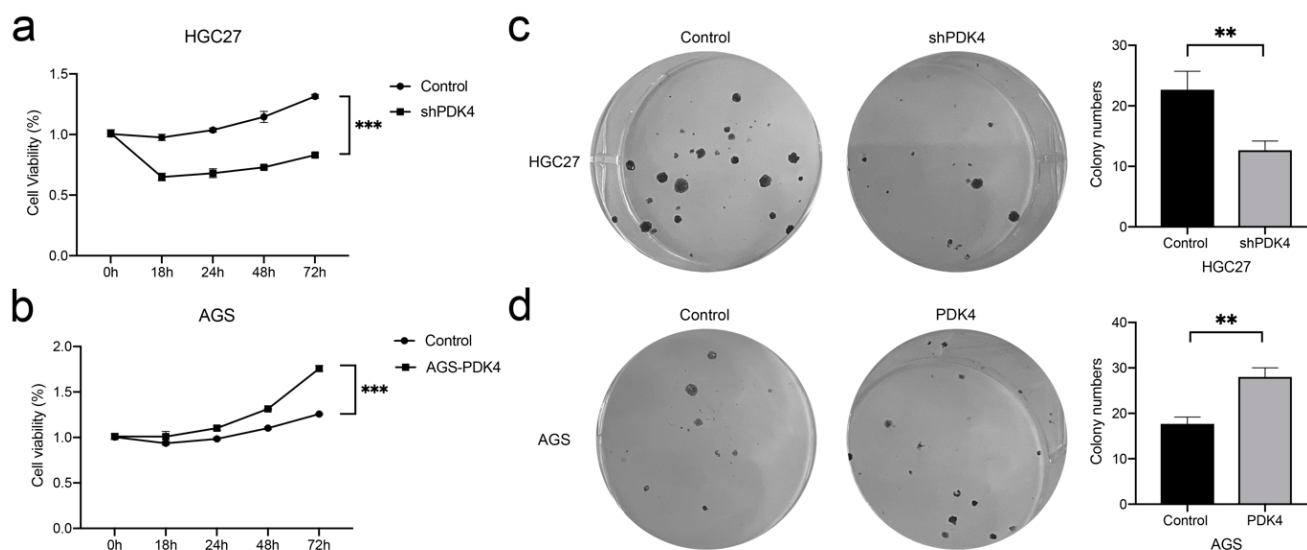 a
HGC27
Cell Viability (%)
1.5
1.0
0.5
0.0
0h 18h 24h 48h 72h
Control
shPDK4
***
b
AGS
Cell viability (%)
2.0
1.5
1.0
0.5
0.0
0h 18h 24h 48h 72h
Control
AGS-PDK4
***
c
Control shPDK4
HGC27
Colony numbers
30
20
10
0
**
Control shPDK4
HGC27
d
Control PDK4
AGS
Colony numbers
40
30
20
10
0
**
Control PDK4
AGS